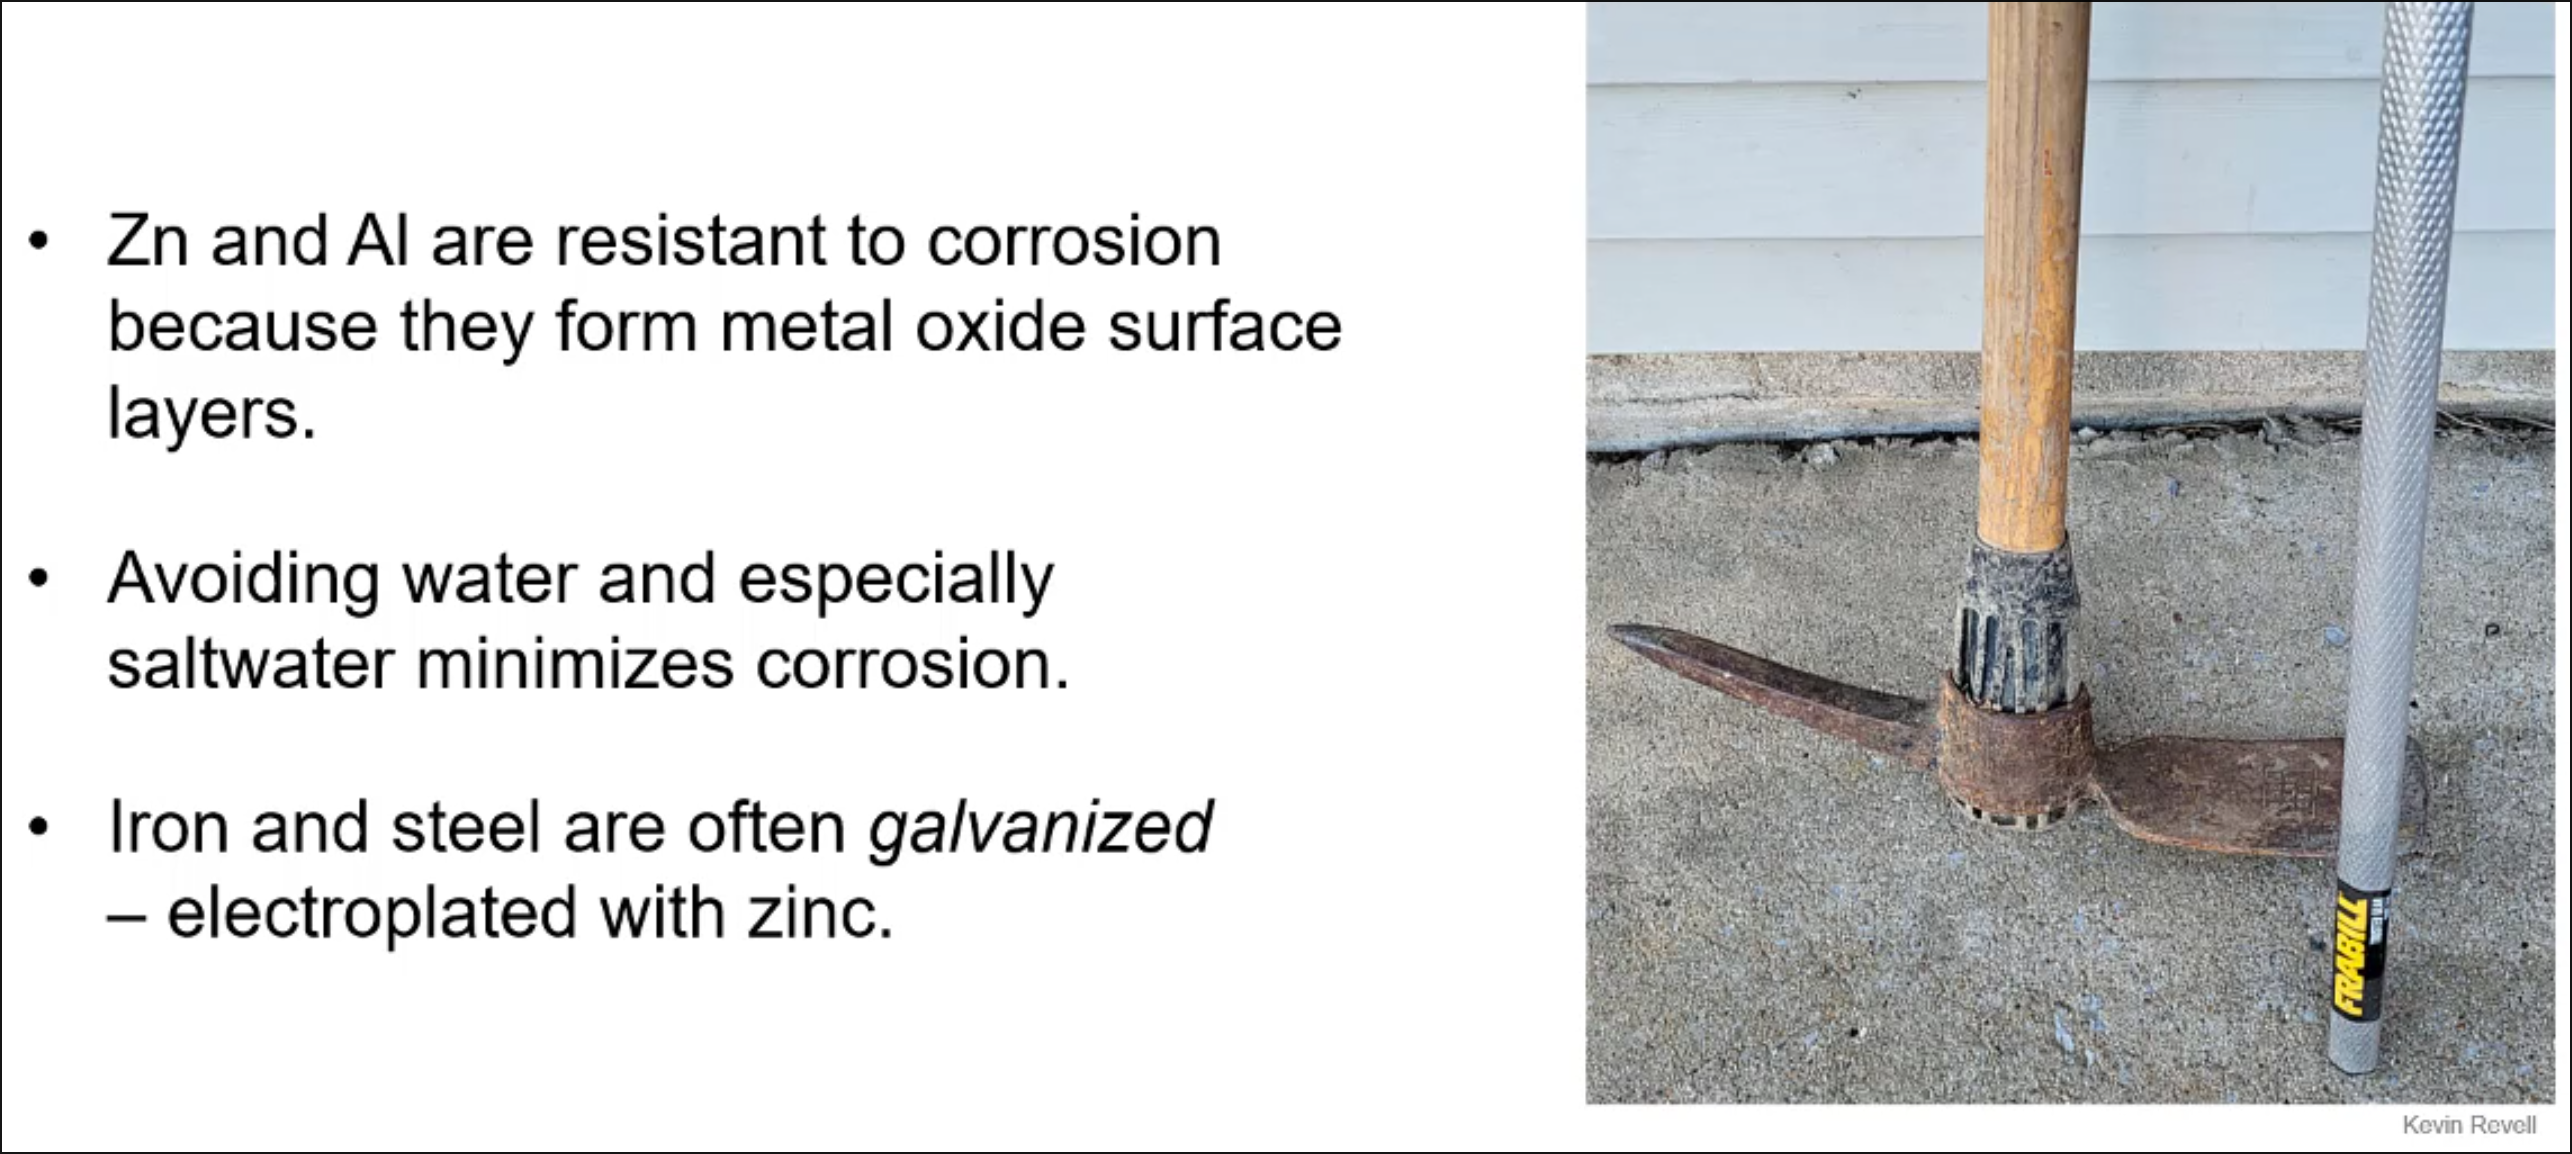 • Zn and Al are resistant to corrosion
because they form metal oxide surface
layers.
• Avoiding water and especially
saltwater minimizes corrosion.
• Iron and steel are often galvanized
– electroplated with zinc.
FRABILL
Kevin Revell